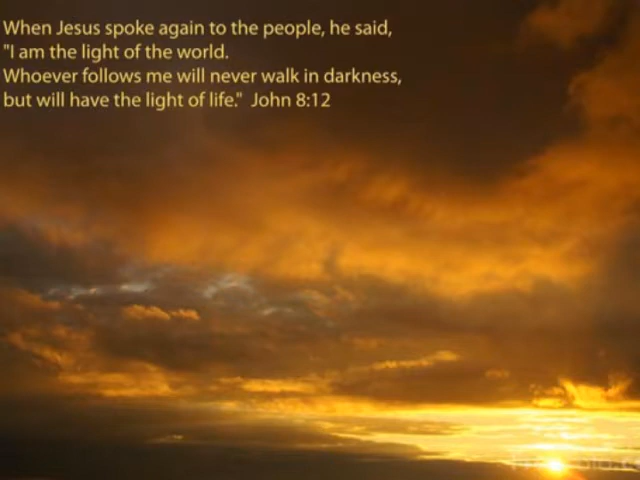 When Jesus spoke again to the people, he said,
"I am the light of the world.
Whoever follows me will never walk in darkness,
but will have the light of life."  John 8:12